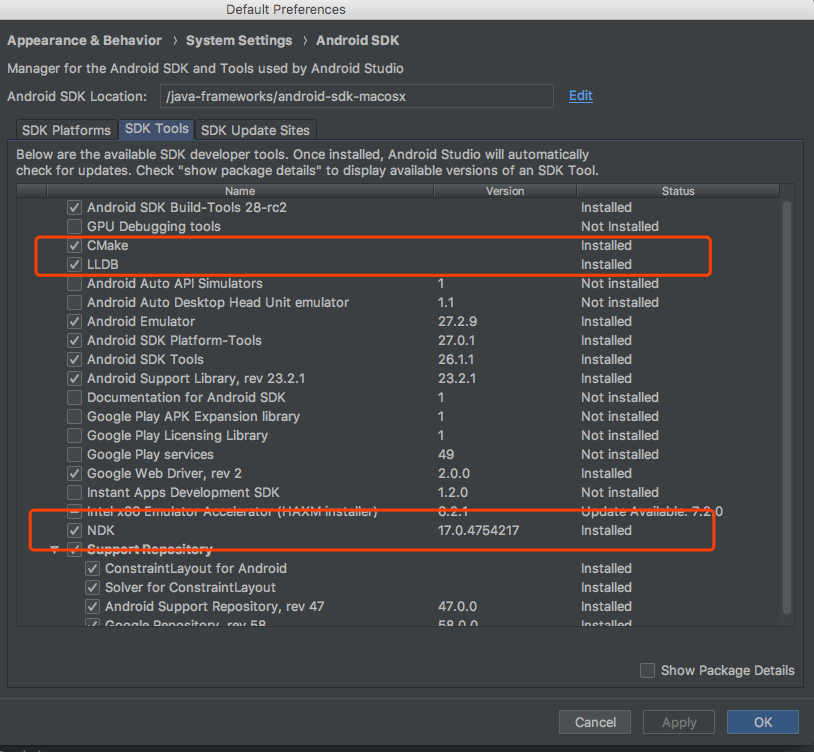 Default Preferences
Appearance & Behavior › System Settings › Android SDK
Manager for the Android SDK and Tools used by Android Studio
Android SDK Location: /java-frameworks/android-sdk-macosx Edit
SDK Platforms SDK Tools SDK Update Sites
Below are the available SDK developer tools. Once installed, Android Studio will automatically
check for updates. Check "show package details" to display available versions of an SDK Tool.
Name Version Status
Android SDK Build-Tools 28-rc2 Installed
GPU Debugging tools Not Installed
CMake Installed
LLDB Installed
Android Auto API Simulators 1 Not installed
Android Auto Desktop Head Unit emulator 1.1 Not installed
Android Emulator 27.2.9 Installed
Android SDK Platform-Tools 27.0.1 Installed
Android SDK Tools 26.1.1 Installed
Android Support Library, rev 23.2.1 23.2.1 Installed
Documentation for Android SDK 1 Not installed
Google Play APK Expansion library 1 Not installed
Google Play Licensing Library 1 Not installed
Google Play services 49 Not installed
Google Web Driver, rev 2 2.0.0 Installed
Instant Apps Development SDK 1.2.0 Not installed
Intel x86 Emulator Accelerator (HAXM installer) 6.2.1 Update Available: 7.2.0
NDK 17.0.4754217 Installed
Support Repository
ConstraintLayout for Android Installed
Solver for ConstraintLayout Installed
Android Support Repository, rev 47 47.0.0 Installed
Google Repository, rev 58 58.0.0 Installed
Show Package Details
Cancel Apply OK